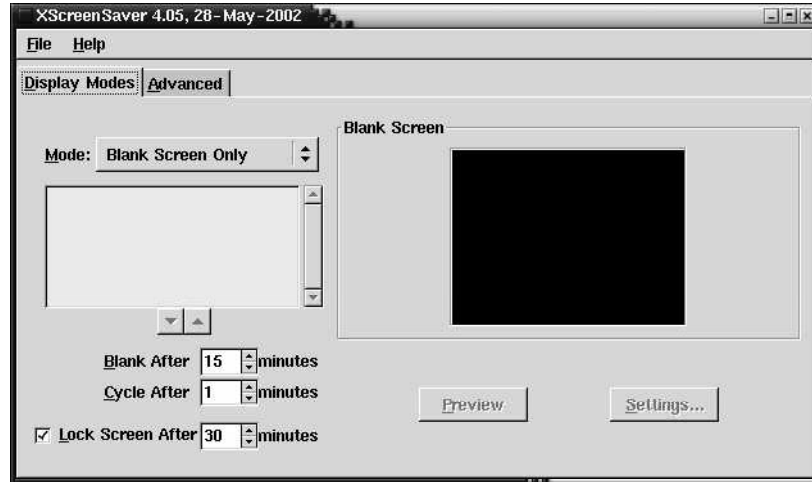 XScreenSaver 4.05, 28-May-2002
File Help
Display Modes Advanced
Mode: Blank Screen Only
Blank Screen
Blank After 15 minutes
Cycle After 1 minutes
Lock Screen After 30 minutes
Preview Settings...